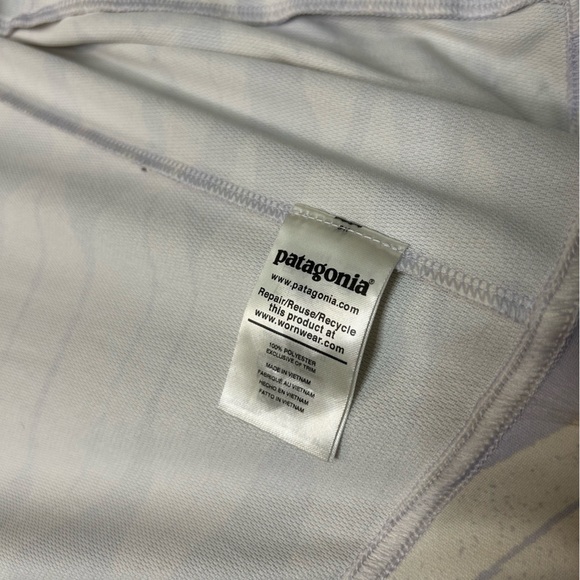 patagonia®
www.patagonia.com
Repair/Reuse/Recycle
this product at
www.wornwear.com
100% POLYESTER
EXCLUSIVE OF TRIM
MADE IN VIETNAM
FABRIQUE AU VIETNAM
HECHO EN VIETNAM
FATTO IN VIETNAM